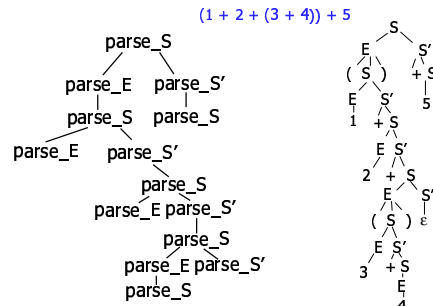 (1 + 2 + (3 + 4)) + 5
parse_S
parse_E parse_S'
parse_S parse_S
parse_E parse_S'
parse_S
parse_E parse_S'
parse_S
parse_E parse_S'
parse_S
S
E S'
( S ) + S
E S' 5
1 + S
E S'
2 + S
E S'
( S ) ε
E S'
3 + S
E
4